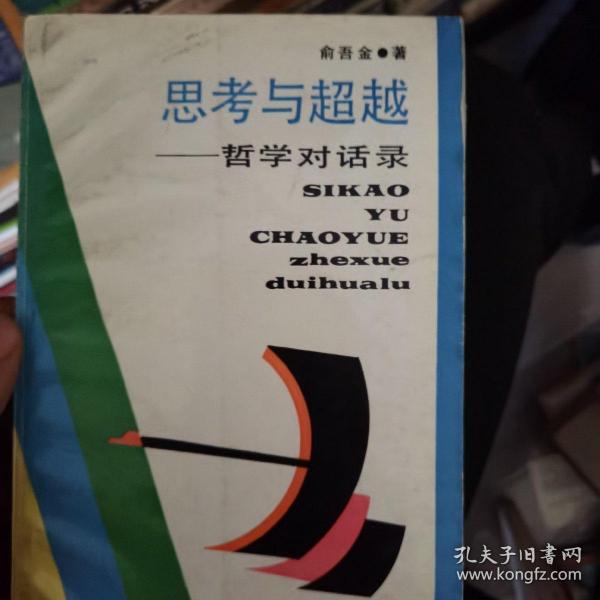 俞吾金●著
思考与超越
——哲学对话录
SIKAO
YU
CHAOYUE
zhexue
duihualu
孔夫子旧书网
www.kongfz.com